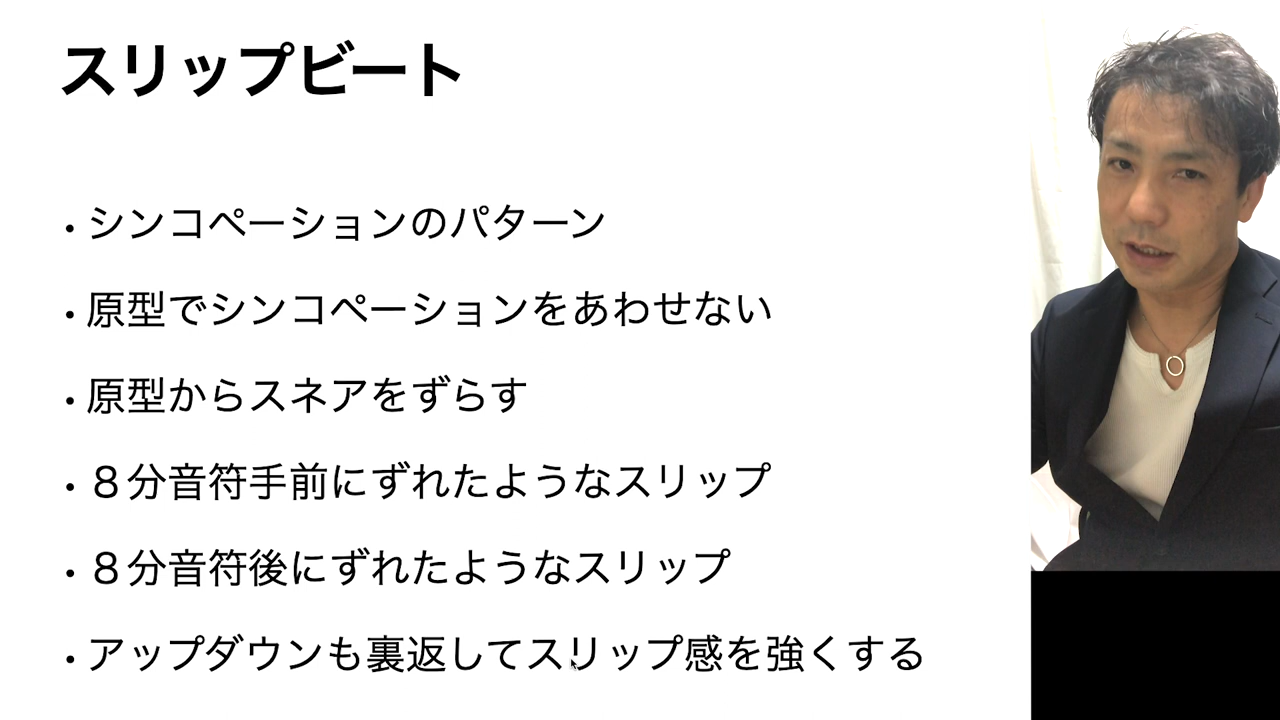 スリップビート
・シンコペーションのパターン
・原型でシンコペーションをあわせない
・原型からスネアをずらす
・８分音符手前にずれたようなスリップ
・８分音符後にずれたようなスリップ
・アップダウンも裏返してスリップ感を強くする